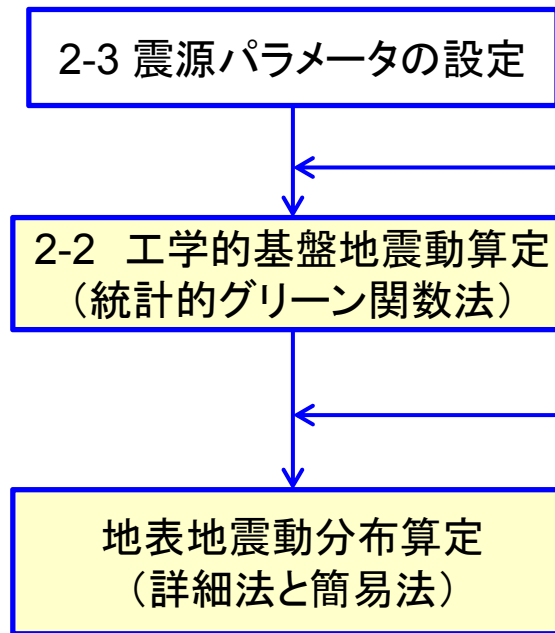 2-3 震源パラメータの設定
2-2 工学的基盤地震動算定
（統計的グリーン関数法）
地表地震動分布算定
（詳細法と簡易法）